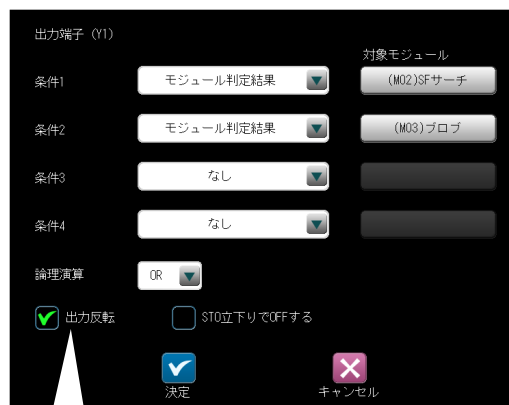 出力端子 (Y1)
対象モジュール
条件1 モジュール判定結果 (M02)SFサーチ
条件2 モジュール判定結果 (M03)ブロブ
条件3 なし
条件4 なし
論理演算 OR
出力反転 STO立下りでOFFする
決定 キャンセル